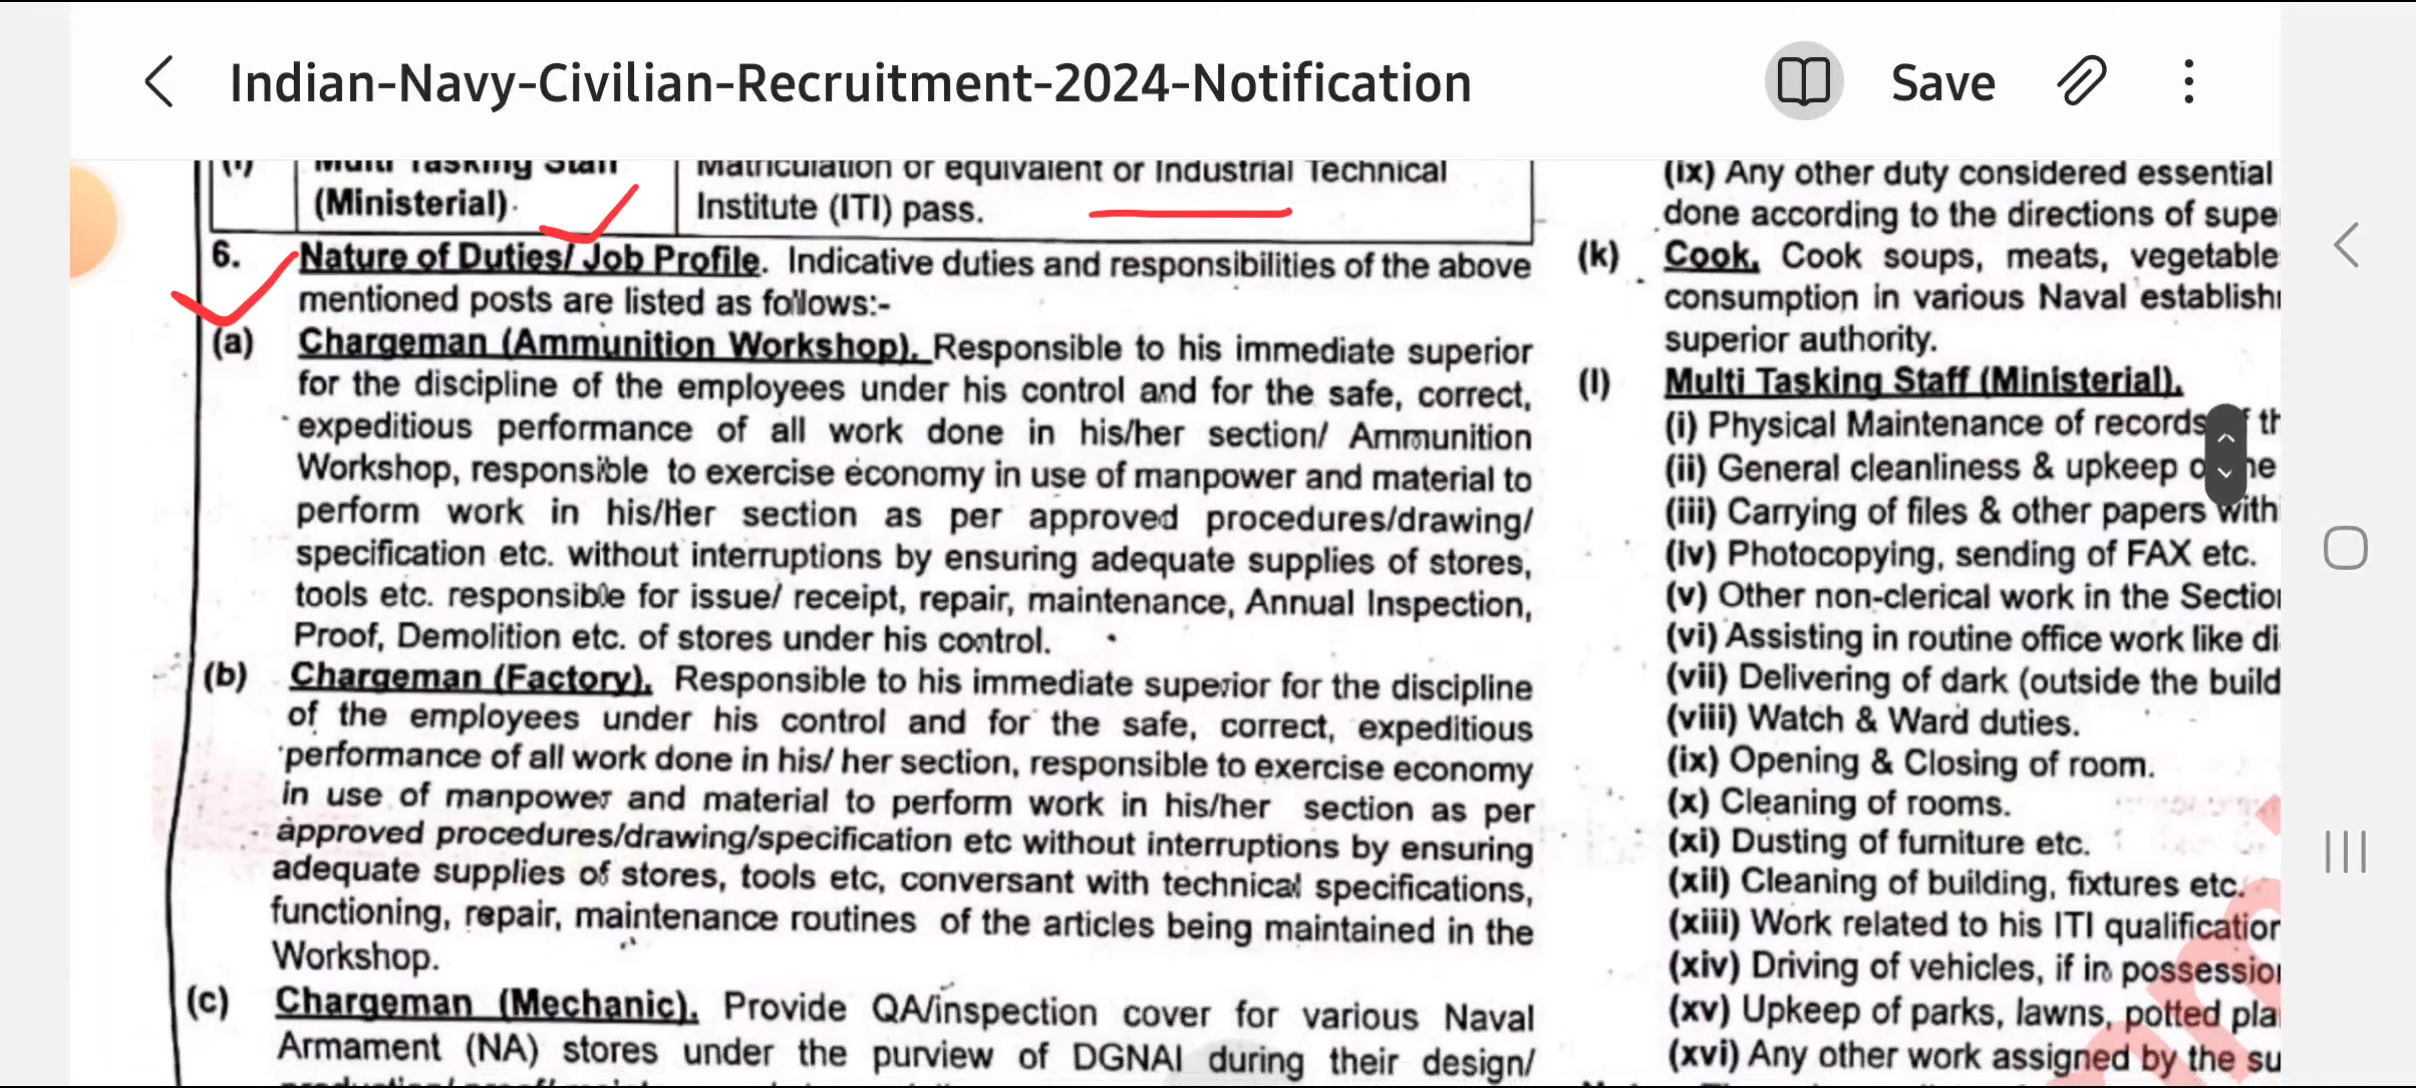 Indian-Navy-Civilian-Recruitment-2024-Notification
Save
(l) Multi Tasking Staff
(Ministerial)
Matriculation or equivalent or Industrial Technical
Institute (ITI) pass.
6. Nature of Duties/ Job Profile. Indicative duties and responsibilities of the above
mentioned posts are listed as follows:-
(a) Chargeman (Ammunition Workshop). Responsible to his immediate superior
for the discipline of the employees under his control and for the safe, correct,
expeditious performance of all work done in his/her section/ Ammunition
Workshop, responsible to exercise economy in use of manpower and material to
perform work in his/her section as per approved procedures/drawing/
specification etc. without interruptions by ensuring adequate supplies of stores,
tools etc. responsible for issue/ receipt, repair, maintenance, Annual Inspection,
Proof, Demolition etc. of stores under his control.
(b) Chargeman (Factory). Responsible to his immediate superior for the discipline
of the employees under his control and for the safe, correct, expeditious
performance of all work done in his/ her section, responsible to exercise economy
in use of manpower and material to perform work in his/her section as per
approved procedures/drawing/specification etc without interruptions by ensuring
adequate supplies of stores, tools etc, conversant with technical specifications,
functioning, repair, maintenance routines of the articles being maintained in the
Workshop.
(c) Chargeman (Mechanic). Provide QA/inspection cover for various Naval
Armament (NA) stores under the purview of DGNAI during their design/
(ix) Any other duty considered essential
done according to the directions of supe
(k) Cook. Cook soups, meats, vegetable
consumption in various Naval establish
superior authority.
(l) Multi Tasking Staff (Ministerial).
(i) Physical Maintenance of records
(ii) General cleanliness & upkeep
(iii) Carrying of files & other papers with
(iv) Photocopying, sending of FAX etc.
(v) Other non-clerical work in the Sectio
(vi) Assisting in routine office work like di
(vii) Delivering of dark (outside the build
(viii) Watch & Ward duties.
(ix) Opening & Closing of room.
(x) Cleaning of rooms.
(xi) Dusting of furniture etc.
(xii) Cleaning of building, fixtures etc.
(xiii) Work related to his ITI qualification
(xiv) Driving of vehicles, if in possessio
(xv) Upkeep of parks, lawns, potted pla
(xvi) Any other work assigned by the su